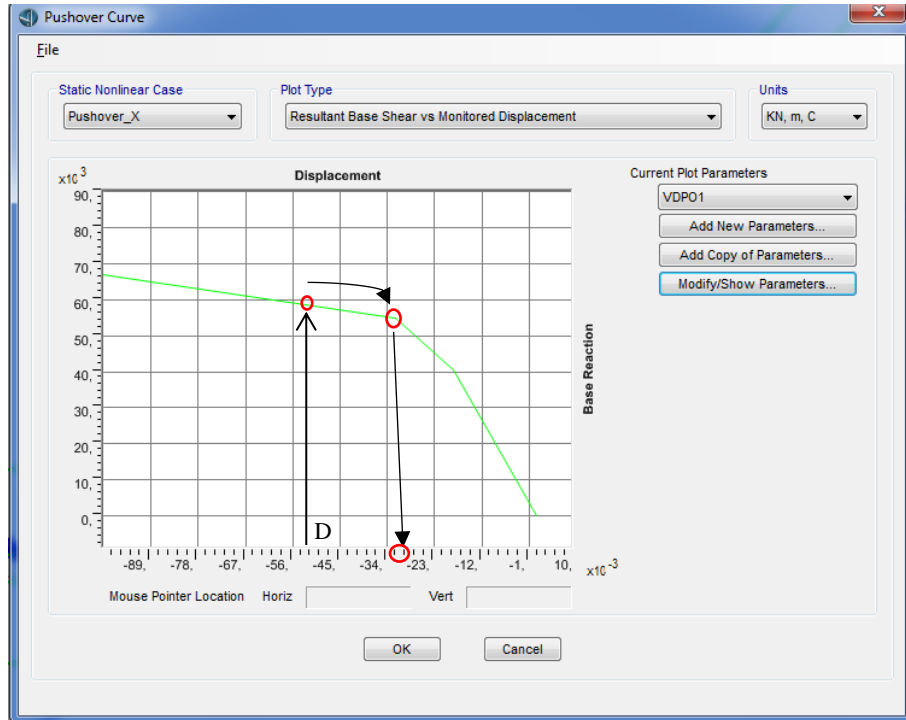 Pushover Curve
File
Static Nonlinear Case
Plot Type
Units
Pushover_X
Resultant Base Shear vs Monitored Displacement
KN, m, C
x10 3
Displacement
Current Plot Parameters
90,
VDPO1
80,
Add New Parameters...
70,
Add Copy of Parameters...
60,
Modify/Show Parameters...
50,
40,
30,
20,
10,
0,
Base Reaction
D
-89, -78, -67, -56, -45, -34, -23, -12, -1, 10, x10 -3
Mouse Pointer Location Horiz Vert
OK Cancel